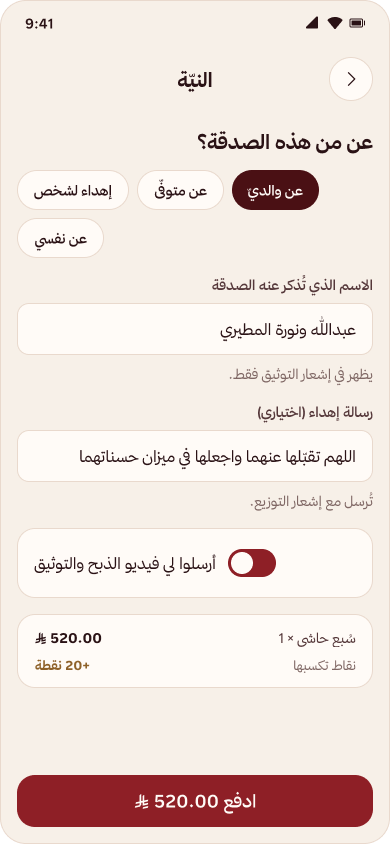 9:41
النيّة
عن من هذه الصدقة؟
عن والديّ
عن متوفّى
إهداء لشخص
عن نفسي
الاسم الذي تُذكر عنه الصدقة
عبدالله ونورة المطيري
يظهر في إشعار التوثيق فقط.
رسالة إهداء (اختياري)
اللهم تقبّلها عنهما واجعلها في ميزان حسناتهما
تُرسل مع إشعار التوزيع.
أرسلوا لي فيديو الذبح والتوثيق
سُبع حاشي × 1
520.00 ⃁
نقاط تكسبها
+20 نقطة
ادفع 520.00 ⃁